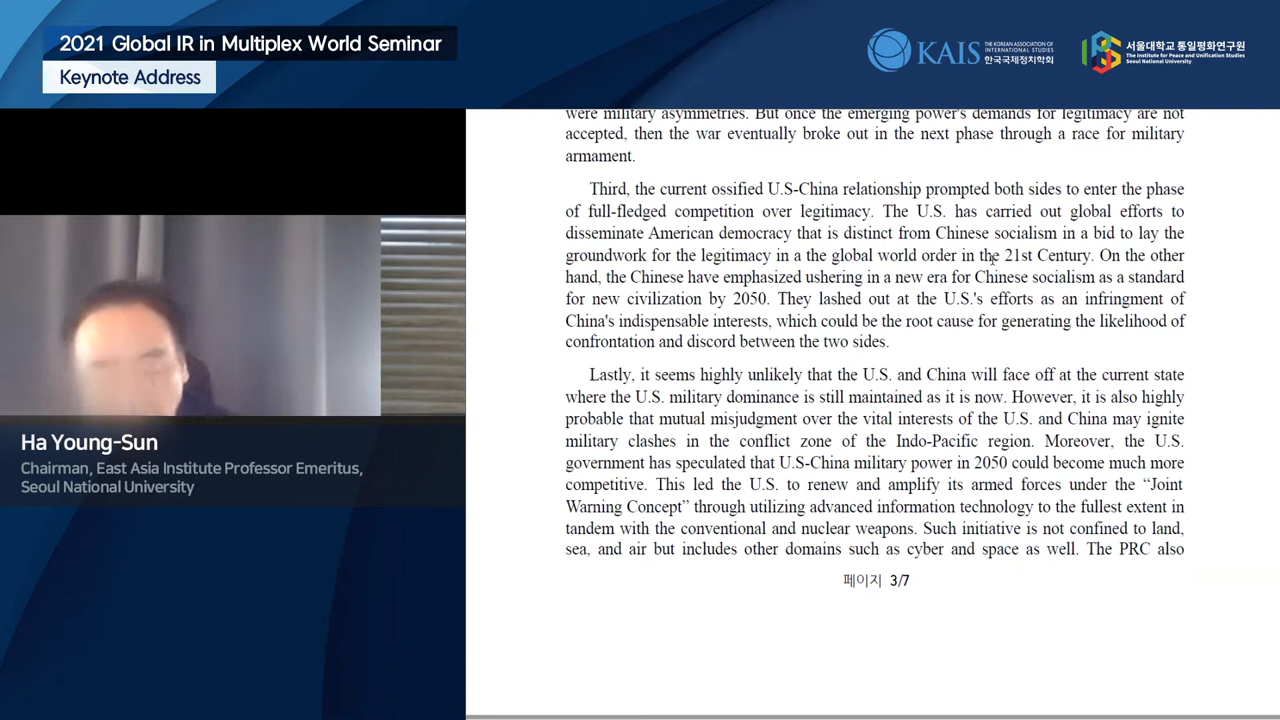 2021 Global IR in Multiplex World Seminar
Keynote Address
KAIS THE KOREAN ASSOCIATION OF INTERNATIONAL STUDIES 한국국제정치학회
서울대학교 통일평화연구원
The Institute for Peace and Unification Studies
Seoul National University
were military asymmetries. But once the emerging power's demands for legitimacy are not
accepted, then the war eventually broke out in the next phase through a race for military
armament.
Third, the current ossified U.S-China relationship prompted both sides to enter the phase
of full-fledged competition over legitimacy. The U.S. has carried out global efforts to
disseminate American democracy that is distinct from Chinese socialism in a bid to lay the
groundwork for the legitimacy in a the global world order in the 21st Century. On the other
hand, the Chinese have emphasized ushering in a new era for Chinese socialism as a standard
for new civilization by 2050. They lashed out at the U.S.'s efforts as an infringment of
China's indispensable interests, which could be the root cause for generating the likelihood of
confrontation and discord between the two sides.
Lastly, it seems highly unlikely that the U.S. and China will face off at the current state
where the U.S. military dominance is still maintained as it is now. However, it is also highly
probable that mutual misjudgment over the vital interests of the U.S. and China may ignite
military clashes in the conflict zone of the Indo-Pacific region. Moreover, the U.S.
government has speculated that U.S-China military power in 2050 could become much more
competitive. This led the U.S. to renew and amplify its armed forces under the “Joint
Warning Concept” through utilizing advanced information technology to the fullest extent in
tandem with the conventional and nuclear weapons. Such initiative is not confined to land,
sea, and air but includes other domains such as cyber and space as well. The PRC also
페이지 3/7
Ha Young-Sun
Chairman, East Asia Institute Professor Emeritus,
Seoul National University